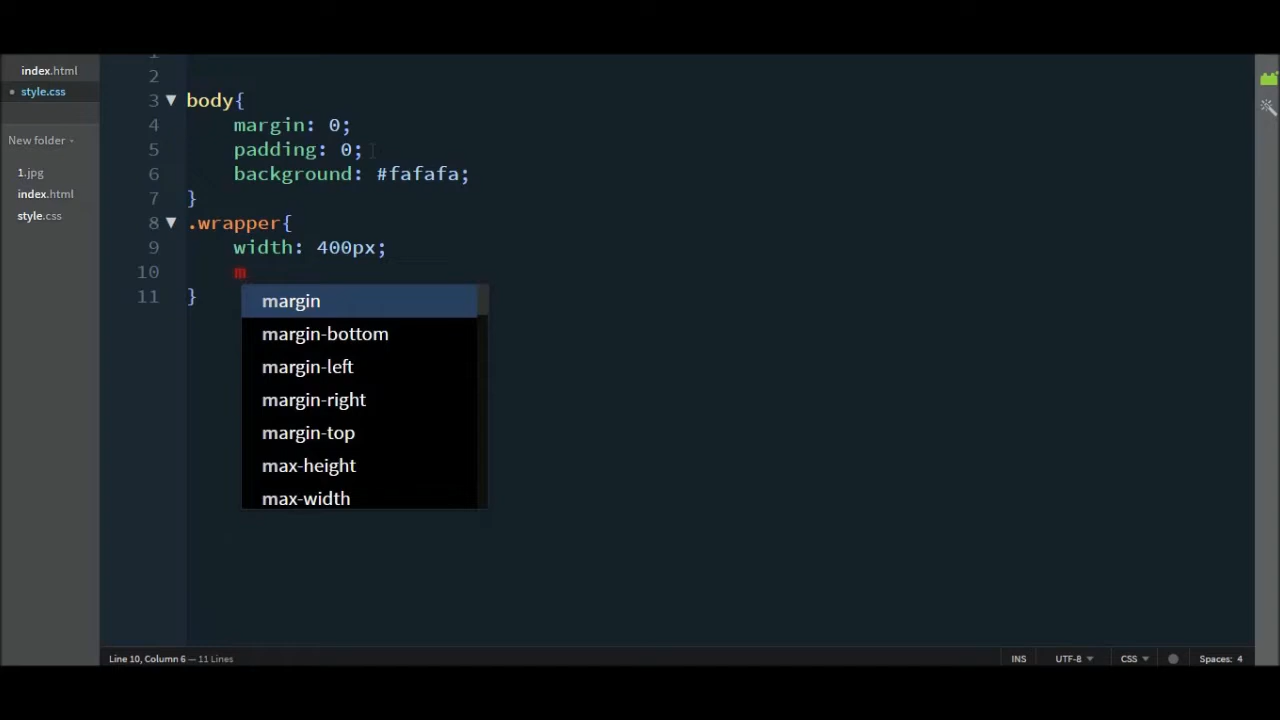 index.html
• style.css
New folder
1.jpg
index.html
style.css
1
2
3 body{
4 margin: 0;
5 padding: 0;
6 background: #fafafa;
7 }
8 .wrapper{
9 width: 400px;
10 m
11 }
margin
margin-bottom
margin-left
margin-right
margin-top
max-height
max-width
Line 10, Column 6 — 11 Lines
INS UTF-8 CSS Spaces: 4